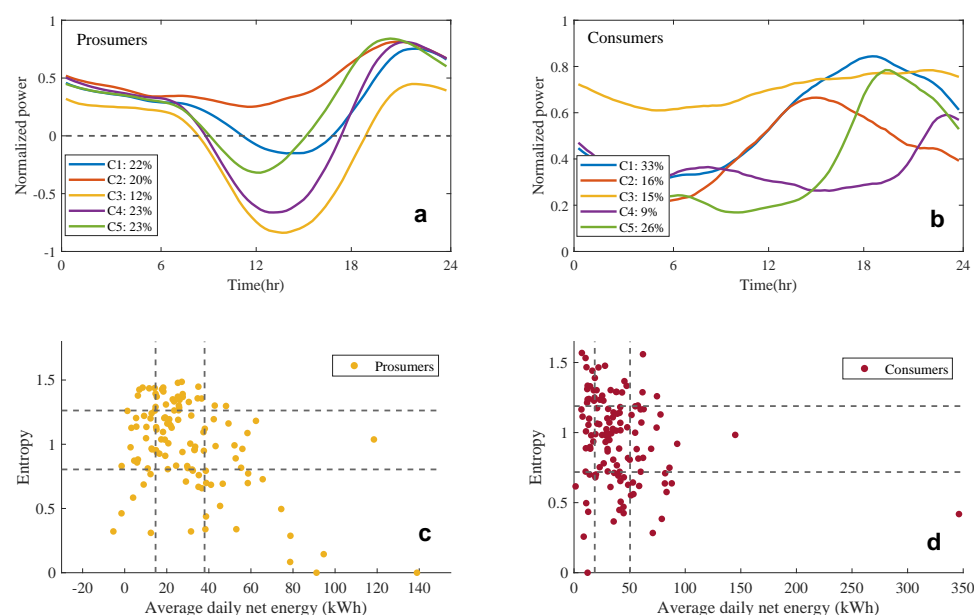 Prosumers
Normalized power
1
0.5
0
-0.5
-1
C1: 22%
C2: 20%
C3: 12%
C4: 23%
C5: 23%
a
0
6
12
18
24
Time(hr)
Consumers
Normalized power
1
0.8
0.6
0.4
0.2
0
C1: 33%
C2: 16%
C3: 15%
C4: 9%
C5: 26%
b
0
6
12
18
24
Time(hr)
Prosumers
Entropy
1.5
1
0.5
0
c
-20
0
20
40
60
80
100
120
140
Average daily net energy (kWh)
Consumers
Entropy
1.5
1
0.5
0
d
0
50
100
150
200
250
300
350
Average daily net energy (kWh)